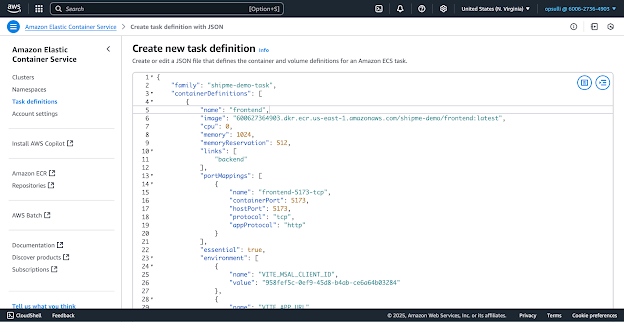 aws
Search
[Option+S]
United States (N. Virginia)
opsolli @ 6006-2736-4903
Amazon Elastic Container Service
Create task definition with JSON
Amazon Elastic
Container Service
Clusters
Namespaces
Task definitions
Account settings
Install AWS Copilot
Amazon ECR
Repositories
AWS Batch
Documentation
Discover products
Subscriptions
Tell us what you think
Create new task definition
Info
Create or edit a JSON file that defines the container and volume definitions for an Amazon ECS task.
1 {
2 "family": "shipme-demo-task",
3 "containerDefinitions": [
4 {
5 "name": "frontend",
6 "image": "600627364903.dkr.ecr.us-east-1.amazonaws.com/shipme-demo/frontend:latest",
7 "cpu": 0,
8 "memory": 1024,
9 "memoryReservation": 512,
10 "links": [
11 "backend"
12 ],
13 "portMappings": [
14 {
15 "name": "frontend-5173-tcp",
16 "containerPort": 5173,
17 "hostPort": 5173,
18 "protocol": "tcp",
19 "appProtocol": "http"
20 }
21 ],
22 "essential": true,
23 "environment": [
24 {
25 "name": "VITE_MSAL_CLIENT_ID",
26 "value": "958fef5c-0ef9-45d8-b4ab-ce6a64b03284"
27 },
28 {
29 "name": "VITE_APP_URL"
CloudShell
Feedback
© 2025, Amazon Web Services, Inc. or its affiliates.
Privacy
Terms
Cookie preferences